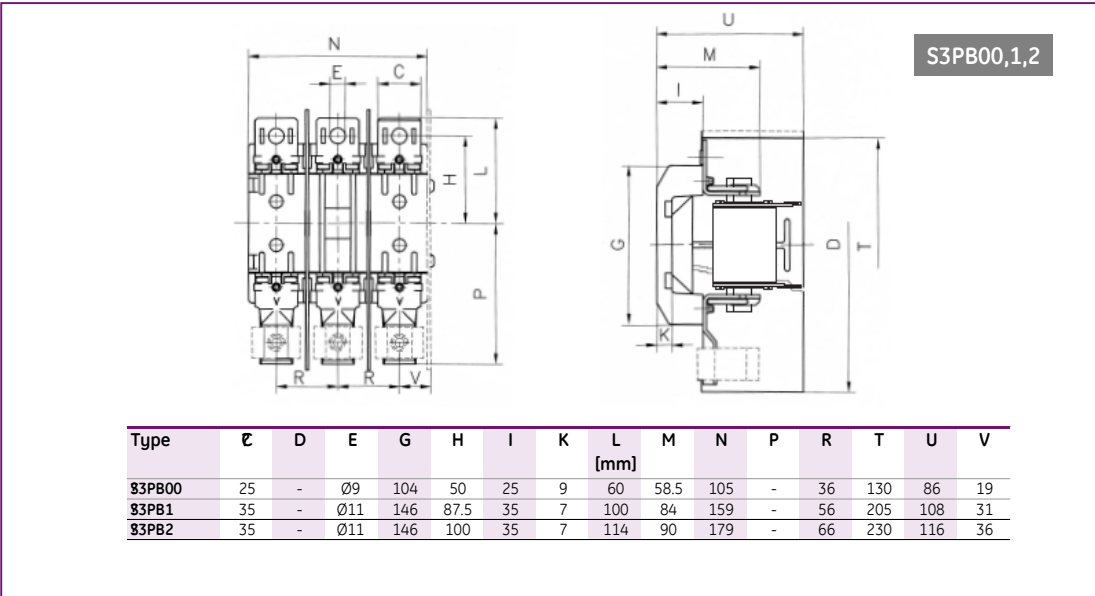 S3PB00,1,2
U
N
M
E C
I
L
H
G
D
T
P
K
R R V
Type C D E G H I K L M N P R T U V
[mm]
S3PB00 25 - Ø9 104 50 25 9 60 58.5 105 - 36 130 86 19
S3PB1 35 - Ø11 146 87.5 35 7 100 84 159 - 56 205 108 31
S3PB2 35 - Ø11 146 100 35 7 114 90 179 - 66 230 116 36